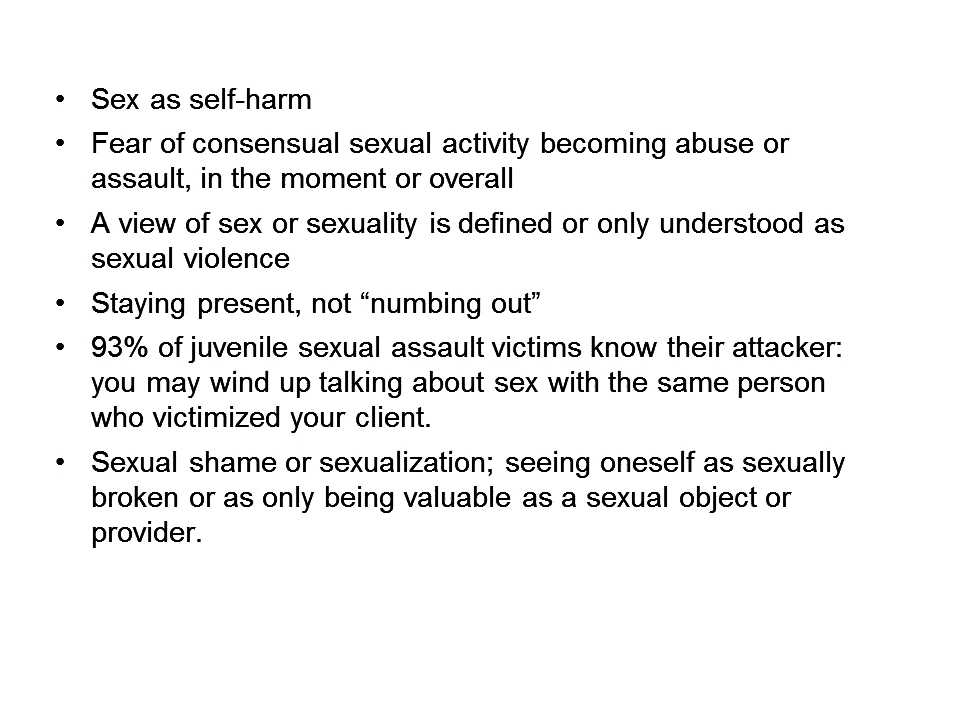 • Sex as self-harm
• Fear of consensual sexual activity becoming abuse or
assault, in the moment or overall
• A view of sex or sexuality is defined or only understood as
sexual violence
• Staying present, not “numbing out”
• 93% of juvenile sexual assault victims know their attacker:
you may wind up talking about sex with the same person
who victimized your client.
• Sexual shame or sexualization; seeing oneself as sexually
broken or as only being valuable as a sexual object or
provider.